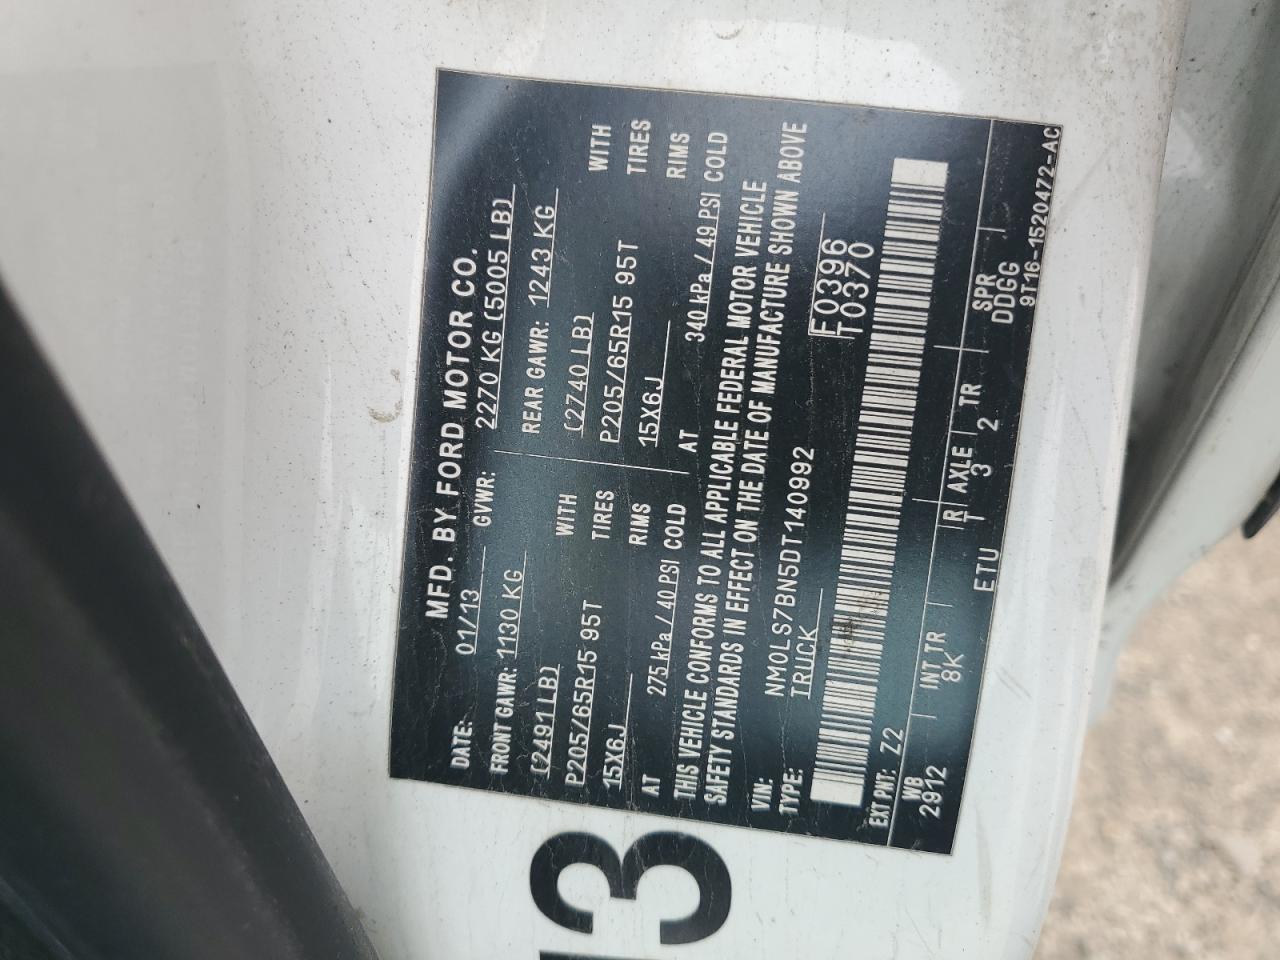 MFD. BY FORD MOTOR CO.
DATE: 01/13 GVWR: 2270 KG (5005 LB)
FRONT GAWR: 1130 KG REAR GAWR: 1243 KG
(2491LB) WITH (2740LB) WITH
P205/65R15 95T TIRES P205/65R15 95T TIRES
15X6J RIMS 15X6J RIMS
AT 275 kPa / 40 PSI COLD AT 340 kPa / 49 PSI COLD
THIS VEHICLE CONFORMS TO ALL APPLICABLE FEDERAL MOTOR VEHICLE
SAFETY STANDARDS IN EFFECT ON THE DATE OF MANUFACTURE SHOWN ABOVE
VIN: NM0LS7BN5DT140992
TYPE: TRUCK F0396
T0370
EXT PNT: Z2
WB INT TR R AXLE TR SPR
2912 8K T 3 2 DDGG
ETU 9T16-1520472-AC
3